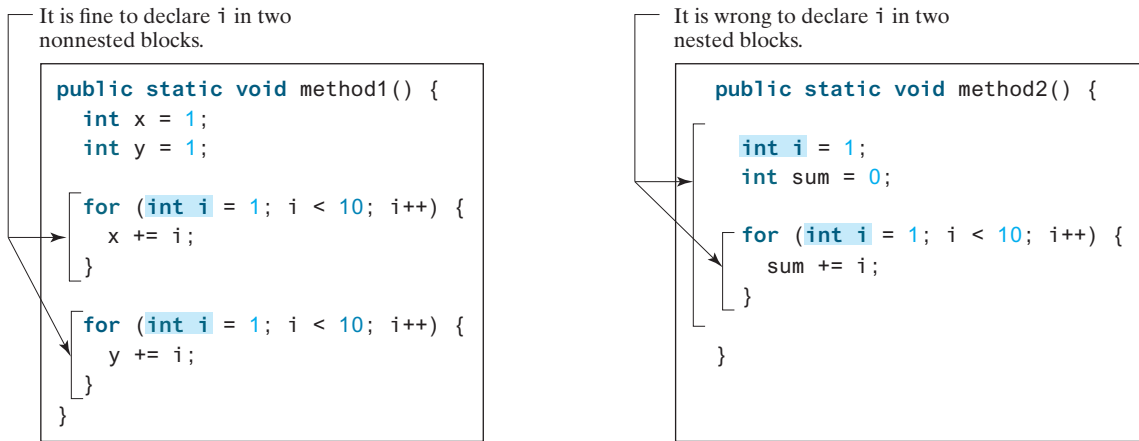 It is fine to declare i in two
nonnested blocks.
public static void method1() {
int x = 1;
int y = 1;
for (int i = 1; i < 10; i++) {
x += i;
}
for (int i = 1; i < 10; i++) {
y += i;
}
}
It is wrong to declare i in two
nested blocks.
public static void method2() {
int i = 1;
int sum = 0;
for (int i = 1; i < 10; i++) {
sum += i;
}
}